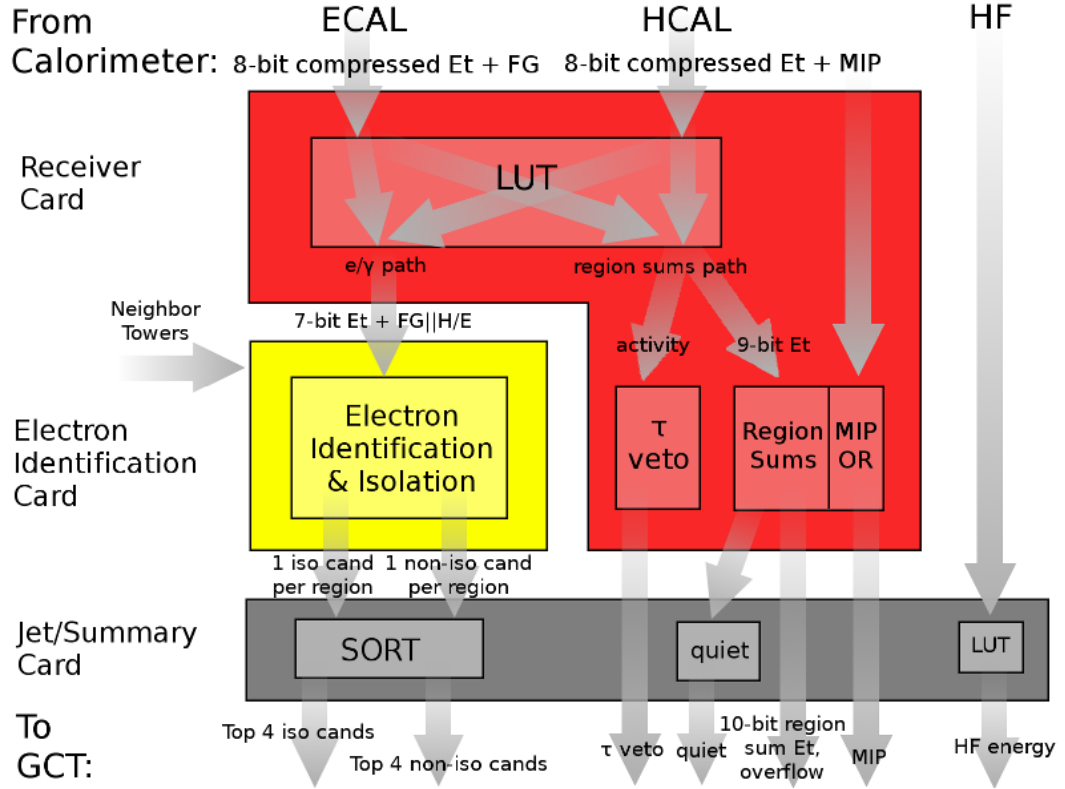 From
Calorimeter:
ECAL
HCAL
HF
8-bit compressed Et + FG
8-bit compressed Et + MIP
Receiver
Card
LUT
e/γ path
region sums path
Neighbor
Towers
7-bit Et + FG||H/E
activity
9-bit Et
Electron
Identification
Card
Electron
Identification
& Isolation
τ
veto
Region
Sums
MIP
OR
1 iso cand
per region
1 non-iso cand
per region
Jet/Summary
Card
SORT
quiet
LUT
To
GCT:
Top 4 iso cands
Top 4 non-iso cands
τ veto
quiet
10-bit region
sum Et,
overflow
MIP
HF energy